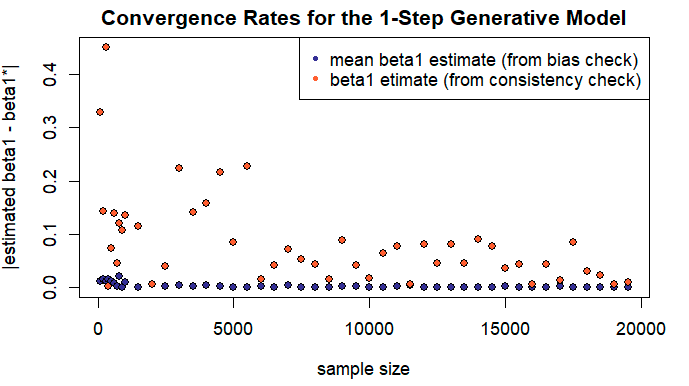 Convergence Rates for the 1-Step Generative Model
mean beta1 estimate (from bias check)
beta1 etimate (from consistency check)
|estimated beta1 - beta1*|
0.4
0.3
0.2
0.1
0.0
0 5000 10000 15000 20000
sample size